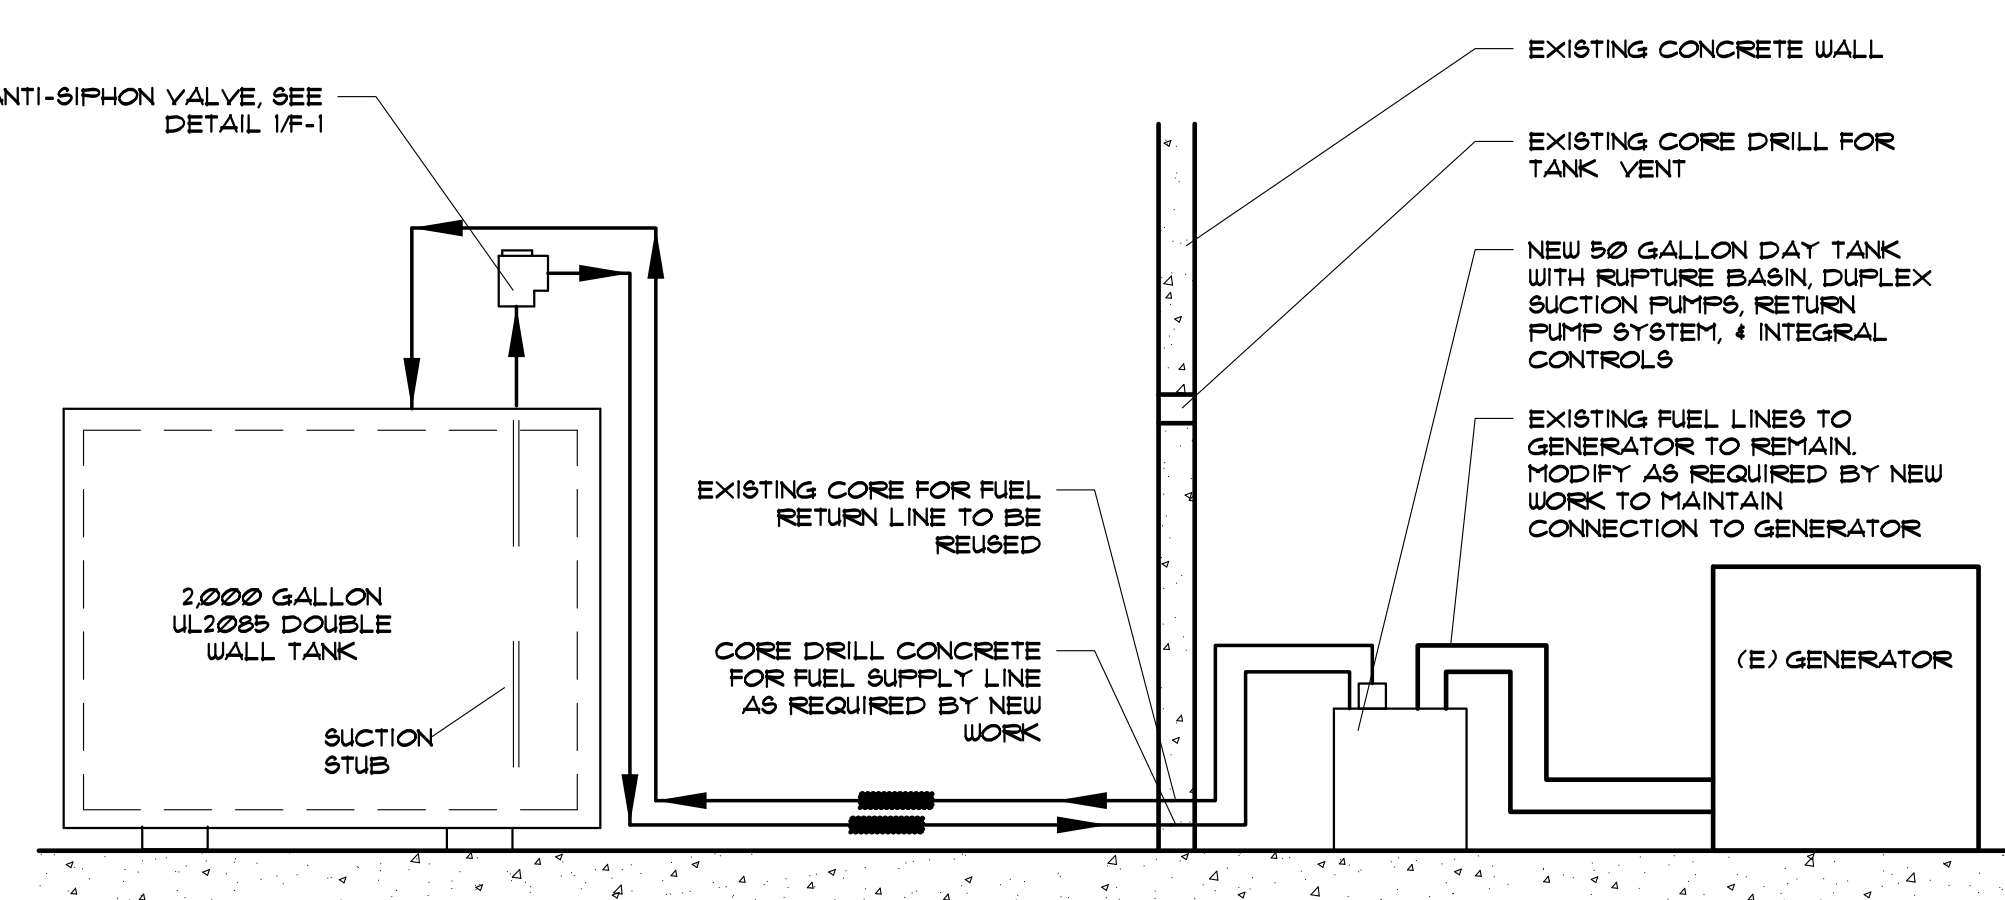 ANTI-SIPHON VALVE, SEE
DETAIL 1/F-1
EXISTING CONCRETE WALL
EXISTING CORE DRILL FOR
TANK VENT
NEW 50 GALLON DAY TANK
WITH RUPTURE BASIN, DUPLEX
SUCTION PUMPS, RETURN
PUMP SYSTEM, & INTEGRAL
CONTROLS
EXISTING FUEL LINES TO
GENERATOR TO REMAIN.
MODIFY AS REQUIRED BY NEW
WORK TO MAINTAIN
CONNECTION TO GENERATOR
EXISTING CORE FOR FUEL
RETURN LINE TO BE
REUSED
2,000 GALLON
UL2085 DOUBLE
WALL TANK
CORE DRILL CONCRETE
FOR FUEL SUPPLY LINE
AS REQUIRED BY NEW
WORK
(E) GENERATOR
SUCTION
STUB